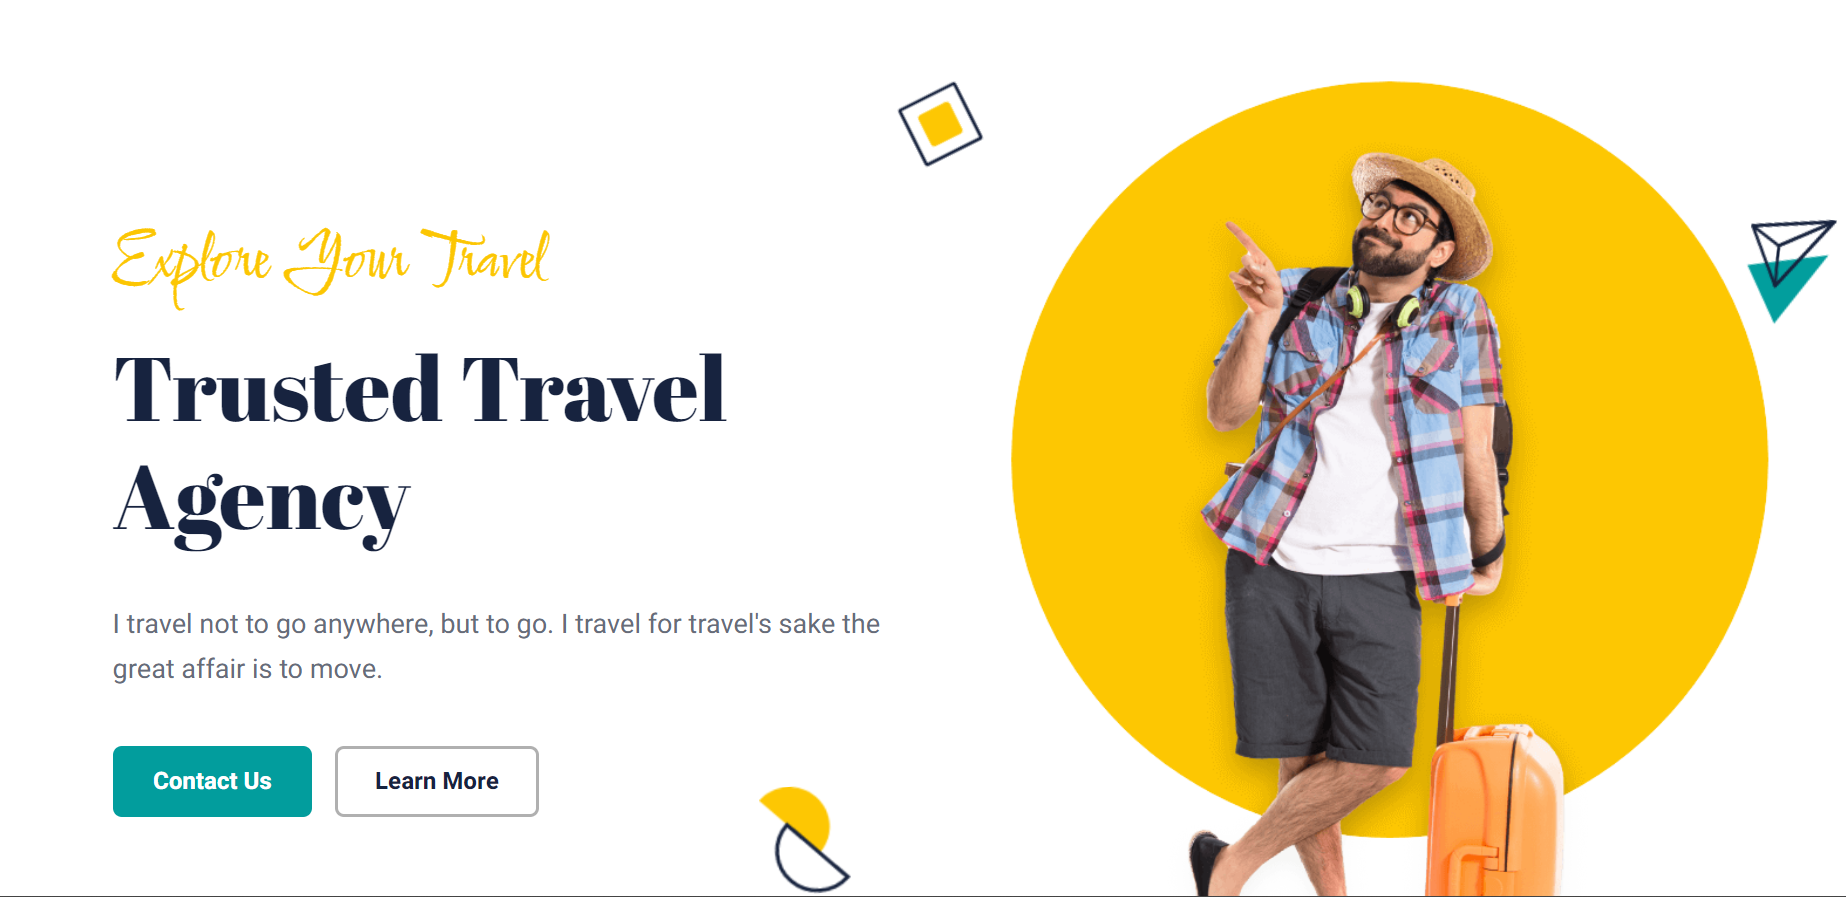 Explore Your Travel
Trusted Travel
Agency
I travel not to go anywhere, but to go. I travel for travel's sake the
great affair is to move.
Contact Us
Learn More